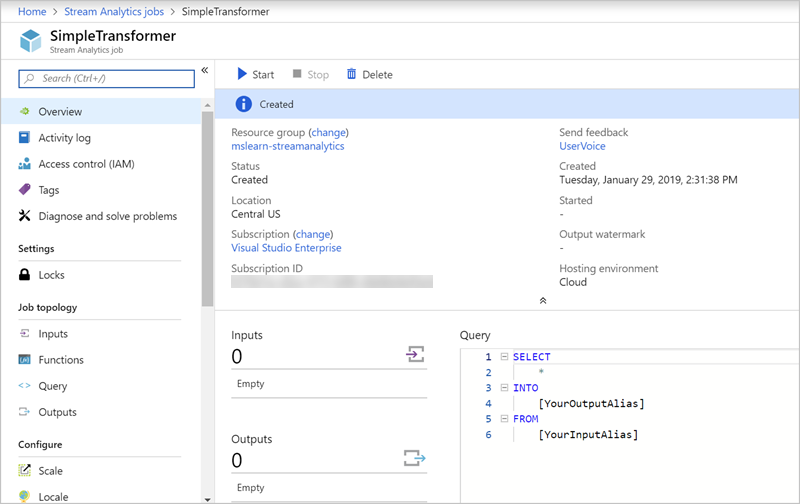 Home > Stream Analytics jobs > SimpleTransformer
SimpleTransformer
Stream Analytics job
Search (Ctrl+/)
«
Overview
Activity log
Access control (IAM)
Tags
Diagnose and solve problems
Settings
Locks
Job topology
Inputs
Functions
Query
Outputs
Configure
Scale
Locale
Start Stop Delete
Created
Resource group (change)
mslearn-streamanalytics
Status
Created
Location
Central US
Subscription (change)
Visual Studio Enterprise
Subscription ID
Send feedback
UserVoice
Created
Tuesday, January 29, 2019, 2:31:38 PM
Started
-
Output watermark
-
Hosting environment
Cloud
Inputs
0
Empty
Outputs
0
Empty
Query
1 SELECT
2 *
3 INTO
4 [YourOutputAlias]
5 FROM
6 [YourInputAlias]